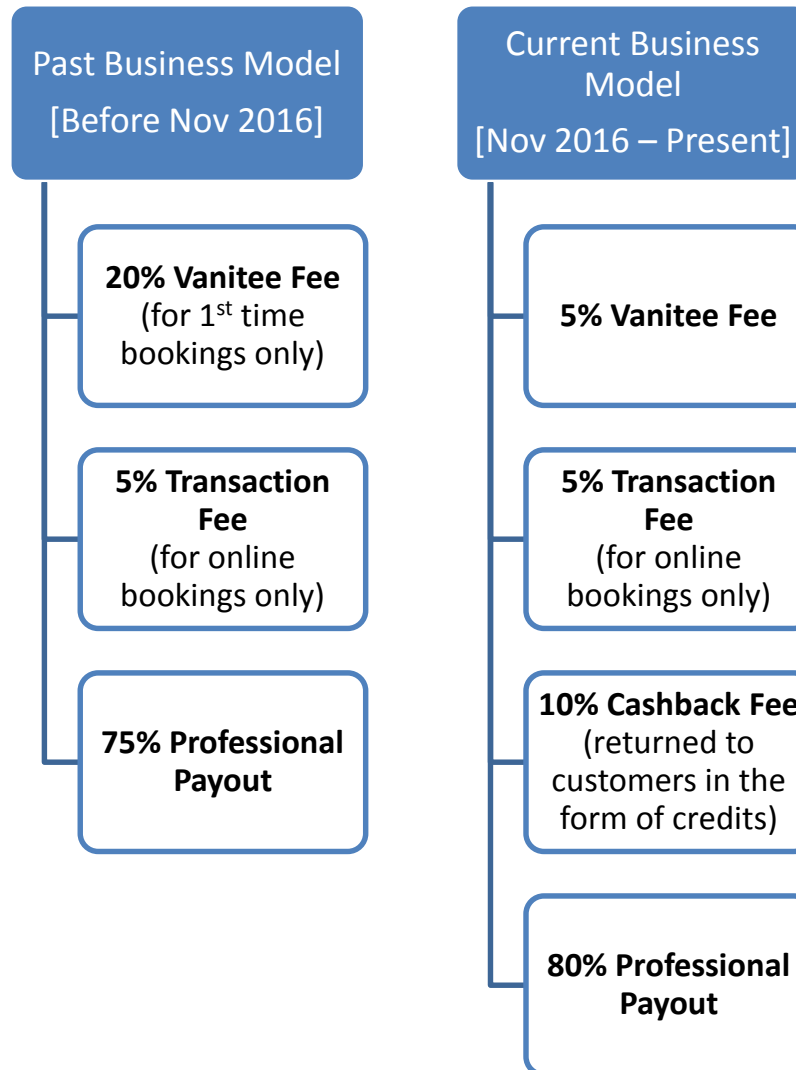 Past Business Model
[Before Nov 2016]
20% Vanitee Fee
(for 1st time
bookings only)
5% Transaction
Fee
(for online
bookings only)
75% Professional
Payout
Current Business
Model
[Nov 2016 – Present]
5% Vanitee Fee
5% Transaction
Fee
(for online
bookings only)
10% Cashback Fee
(returned to
customers in the
form of credits)
80% Professional
Payout